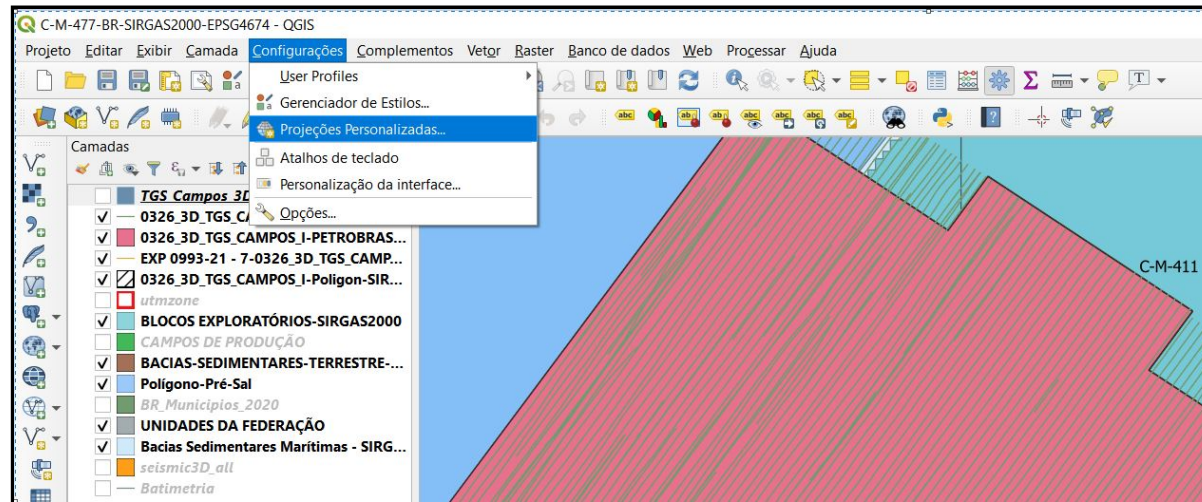 C-M-477-BR-SIRGAS2000-EPSG4674 - QGIS
Projeto Editar Exibir Camada Configurações Complementos Vetor Raster Banco de dados Web Processar Ajuda
User Profiles
Gerenciador de Estilos...
Projeções Personalizadas...
Atalhos de teclado
Personalização da interface...
Opções...
Camadas
TGS_Campos_3D
0326_3D_TGS_CA
0326_3D_TGS_CAMPOS_I-PETROBRAS...
EXP 0993-21 - 7-0326_3D_TGS_CAMP...
0326_3D_TGS_CAMPOS_I-Poligon-SIR...
utmzone
BLOCOS EXPLORATÓRIOS-SIRGAS2000
CAMPOS DE PRODUÇÃO
BACIAS-SEDIMENTARES-TERRESTRE-...
Polígono-Pré-Sal
BR_Municipios_2020
UNIDADES DA FEDERAÇÃO
Bacias Sedimentares Marítimas - SIRG...
seismic3D_all
Batimetria
C-M-411